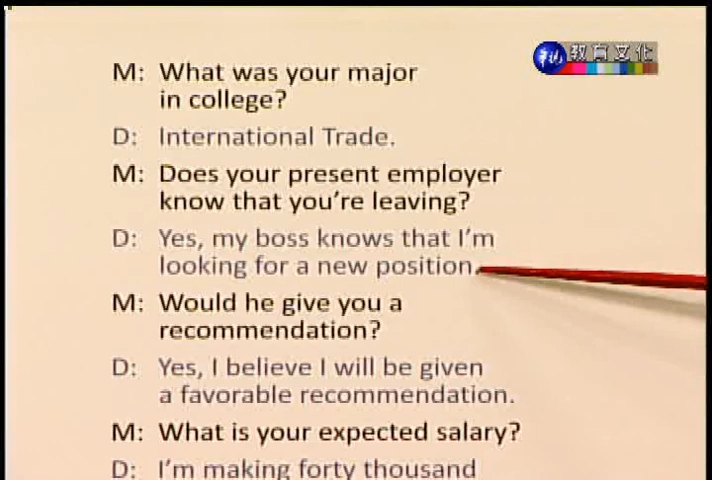 華視
教育文化
M: What was your major
in college?
D: International Trade.
M: Does your present employer
know that you're leaving?
D: Yes, my boss knows that I'm
looking for a new position.
M: Would he give you a
recommendation?
D: Yes, I believe I will be given
a favorable recommendation.
M: What is your expected salary?
D: I'm making forty thousand